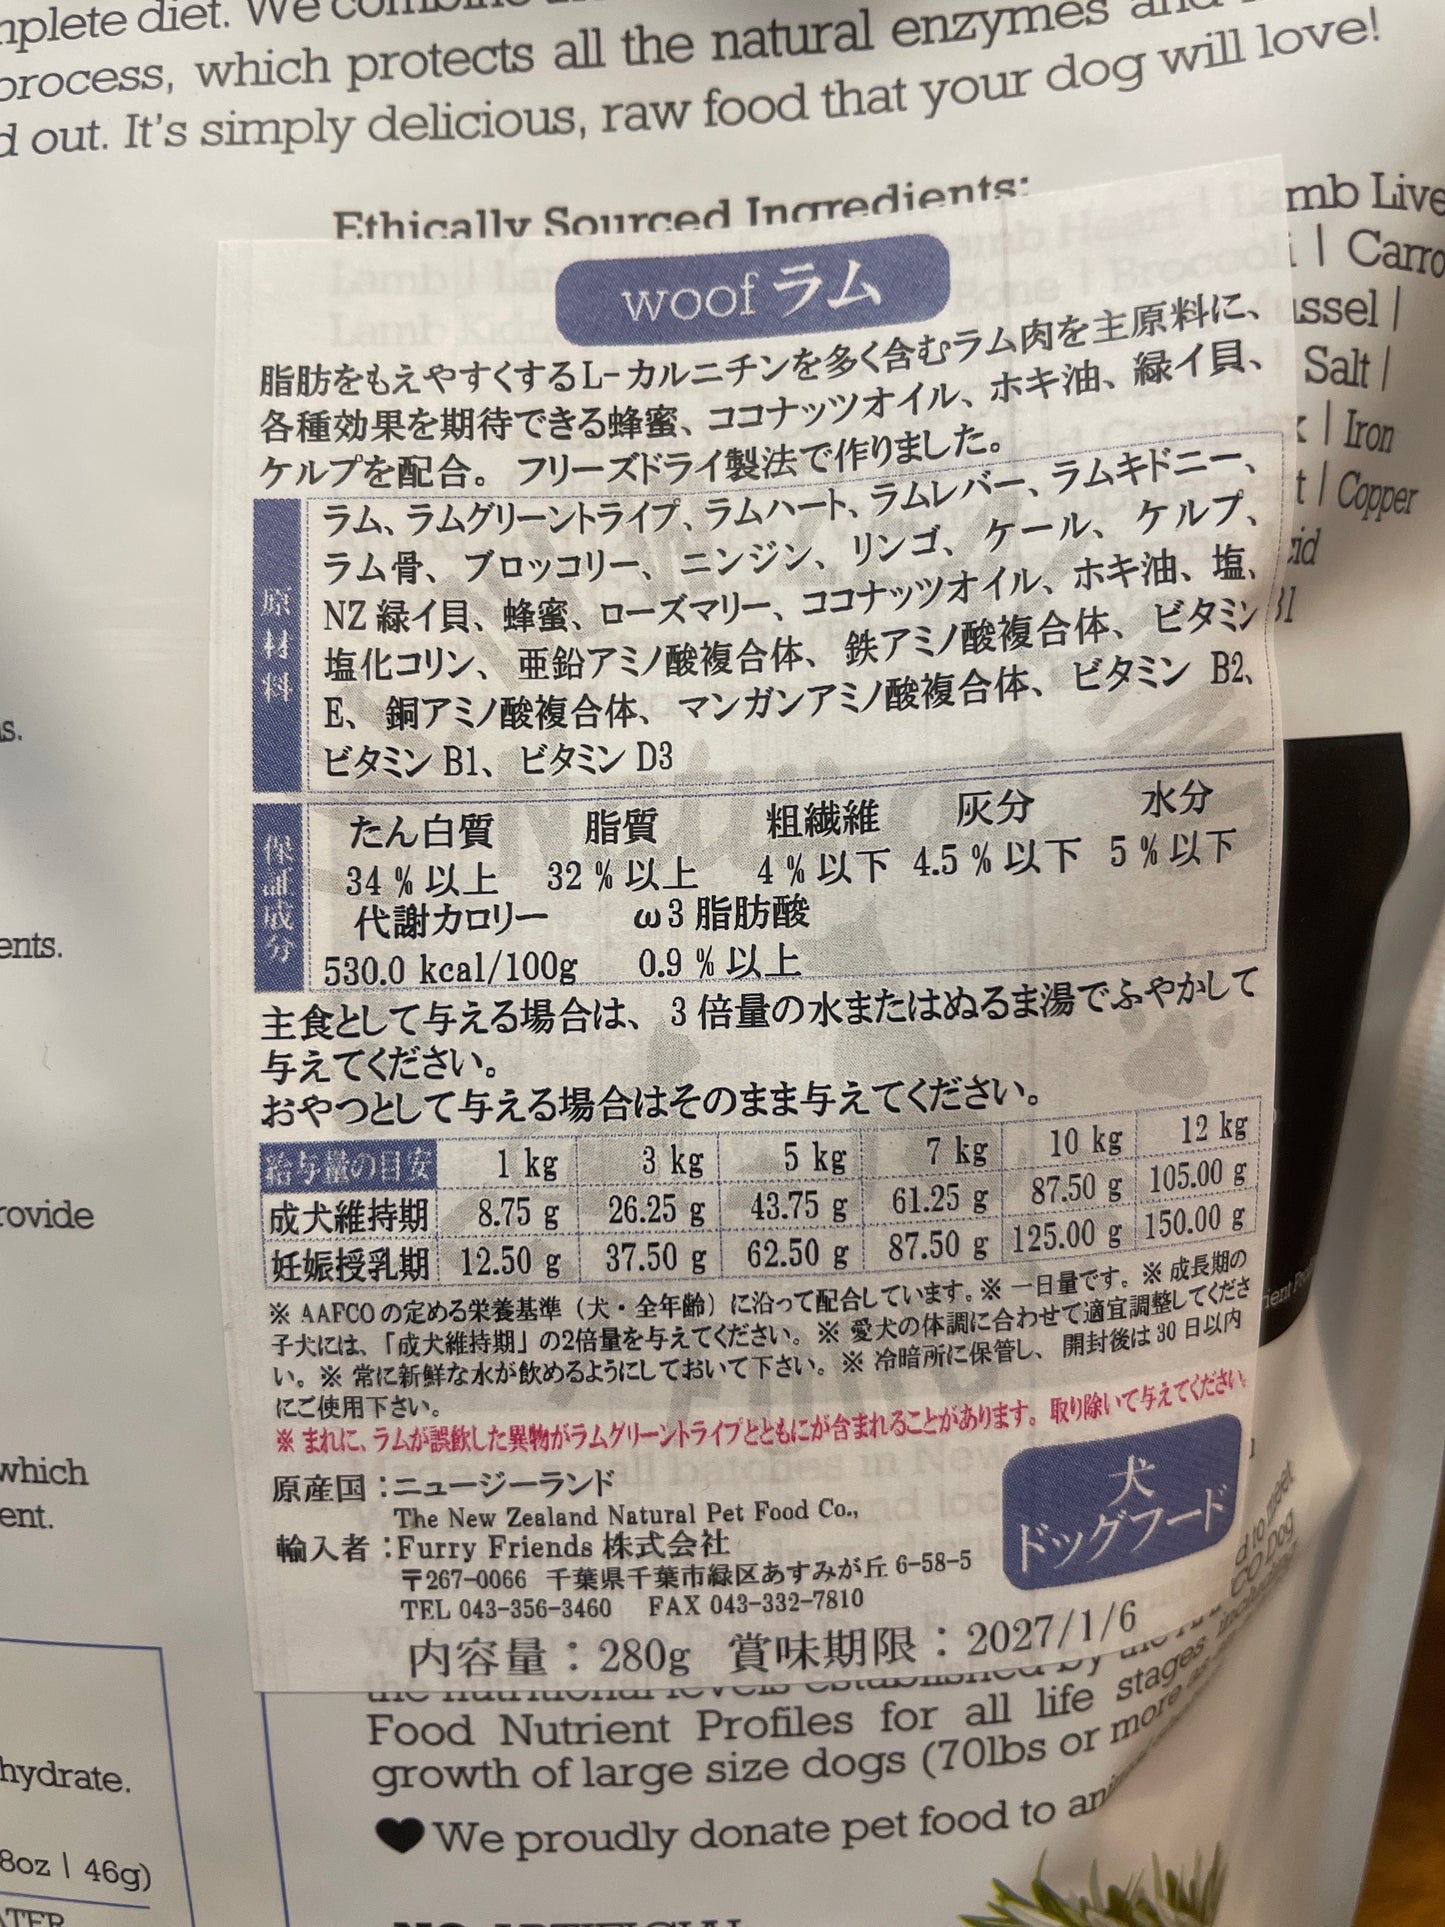 mplete diet. We combine
process, which protects all the natural enzymes and
d out. It's simply delicious, raw food that your dog will love!
Ethically Sourced Ingredients:
Lamb Live
| Carro
ussel |
Salt |
| Iron
t | Copper
cid
B1
woof ラム
脂肪をもえやすくするL-カルニチンを多く含むラム肉を主原料に、
各種効果を期待できる蜂蜜、ココナッツオイル、ホキ油、緑イ貝、
ケルプを配合。 フリーズドライ製法で作りました。
原材料
ラム、ラムグリーントライプ、ラムハート、ラムレバー、ラムキドニー、
ラム骨、ブロッコリー、ニンジン、リンゴ、ケール、ケルプ、
NZ 緑イ貝、蜂蜜、ローズマリー、ココナッツオイル、ホキ油、塩、
塩化コリン、亜鉛アミノ酸複合体、鉄アミノ酸複合体、ビタミン
E、銅アミノ酸複合体、マンガンアミノ酸複合体、ビタミン B2、
ビタミン B1、ビタミン D3
保証成分
たん白質 脂質 粗繊維 灰分 水分
34 % 以上 32 % 以上 4 % 以下 4.5 % 以下 5 % 以下
代謝カロリー ω3 脂肪酸
530.0 kcal/100g 0.9 % 以上
主食として与える場合は、3 倍量の水またはぬるま湯でふやかして
与えてください。
おやつとして与える場合はそのまま与えてください。
給与量の目安 1 kg 3 kg 5 kg 7 kg 10 kg 12 kg
成犬維持期 8.75 g 26.25 g 43.75 g 61.25 g 87.50 g 105.00 g
妊娠授乳期 12.50 g 37.50 g 62.50 g 87.50 g 125.00 g 150.00 g
※ AAFCO の定める栄養基準（犬・全年齢）に沿って配合しています。※ 一日量です。※ 成長期の
子犬には、「成犬維持期」の2倍量を与えてください。※ 愛犬の体調に合わせて適宜調整してくださ
い。※ 常に新鮮な水が飲めるようにしておいて下さい。※ 冷暗所に保管し、開封後は 30 日以内
にご使用下さい。
※ まれに、ラムが誤飲した異物がラムグリーントライプとともにが含まれることがあります。取り除いて与えてください。
原産国：ニュージーランド
The New Zealand Natural Pet Food Co.,
輸入者：Furry Friends 株式会社
〒267-0066 千葉県千葉市緑区あすみが丘 6-58-5
TEL 043-356-3460 FAX 043-332-7810
犬
ドッグフード
内容量：280g 賞味期限：2027/1/6
the nutritional levels established by the
Food Nutrient Profiles for all life stages including
growth of large size dogs (70lbs or more as
We proudly donate pet food to
s.
ents.
rovide
which
ent.
hydrate.
8oz | 46g)
ATER
NO ARTIFICIAL